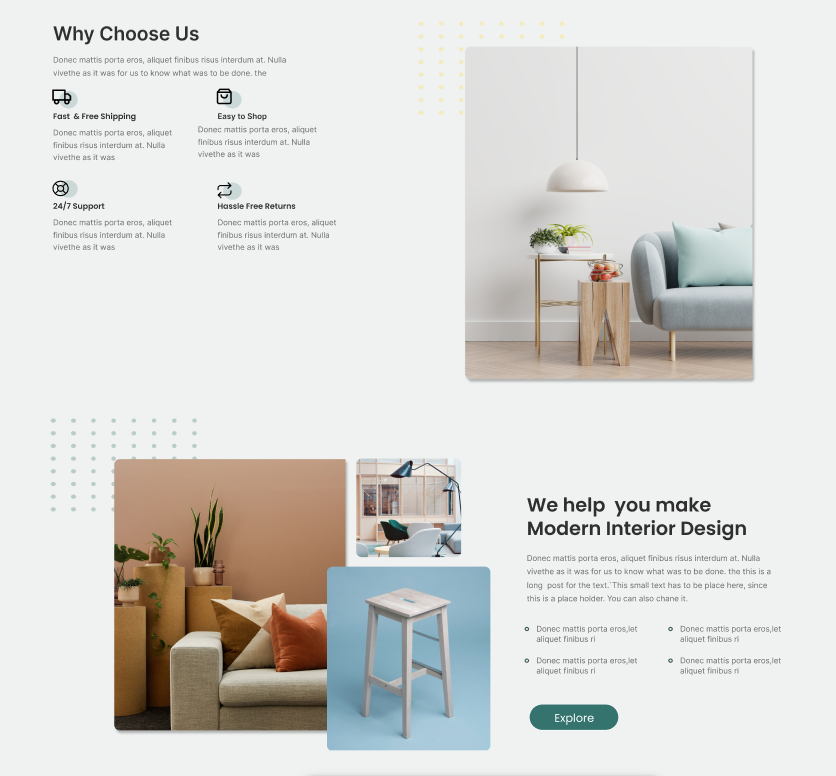 Why Choose Us
Donec mattis porta eros, aliquet finibus risus interdum at. Nulla
vivethe as it was for us to know what was to be done. the
Fast & Free Shipping
Donec mattis porta eros, aliquet
finibus risus interdum at. Nulla
vivethe as it was
Easy to Shop
Donec mattis porta eros, aliquet
finibus risus interdum at. Nulla
vivethe as it was
24/7 Support
Donec mattis porta eros, aliquet
finibus risus interdum at. Nulla
vivethe as it was
Hassle Free Returns
Donec mattis porta eros, aliquet
finibus risus interdum at. Nulla
vivethe as it was
We help you make
Modern Interior Design
Donec mattis porta eros, aliquet finibus risus interdum at. Nulla
vivethe as it was for us to know what was to be done. the this is a
long post for the text.`This small text has to be place here, since
this is a place holder. You can also chane it.
Donec mattis porta eros,let
aliquet finibus ri
Donec mattis porta eros,let
aliquet finibus ri
Donec mattis porta eros,let
aliquet finibus ri
Donec mattis porta eros,let
aliquet finibus ri
Explore